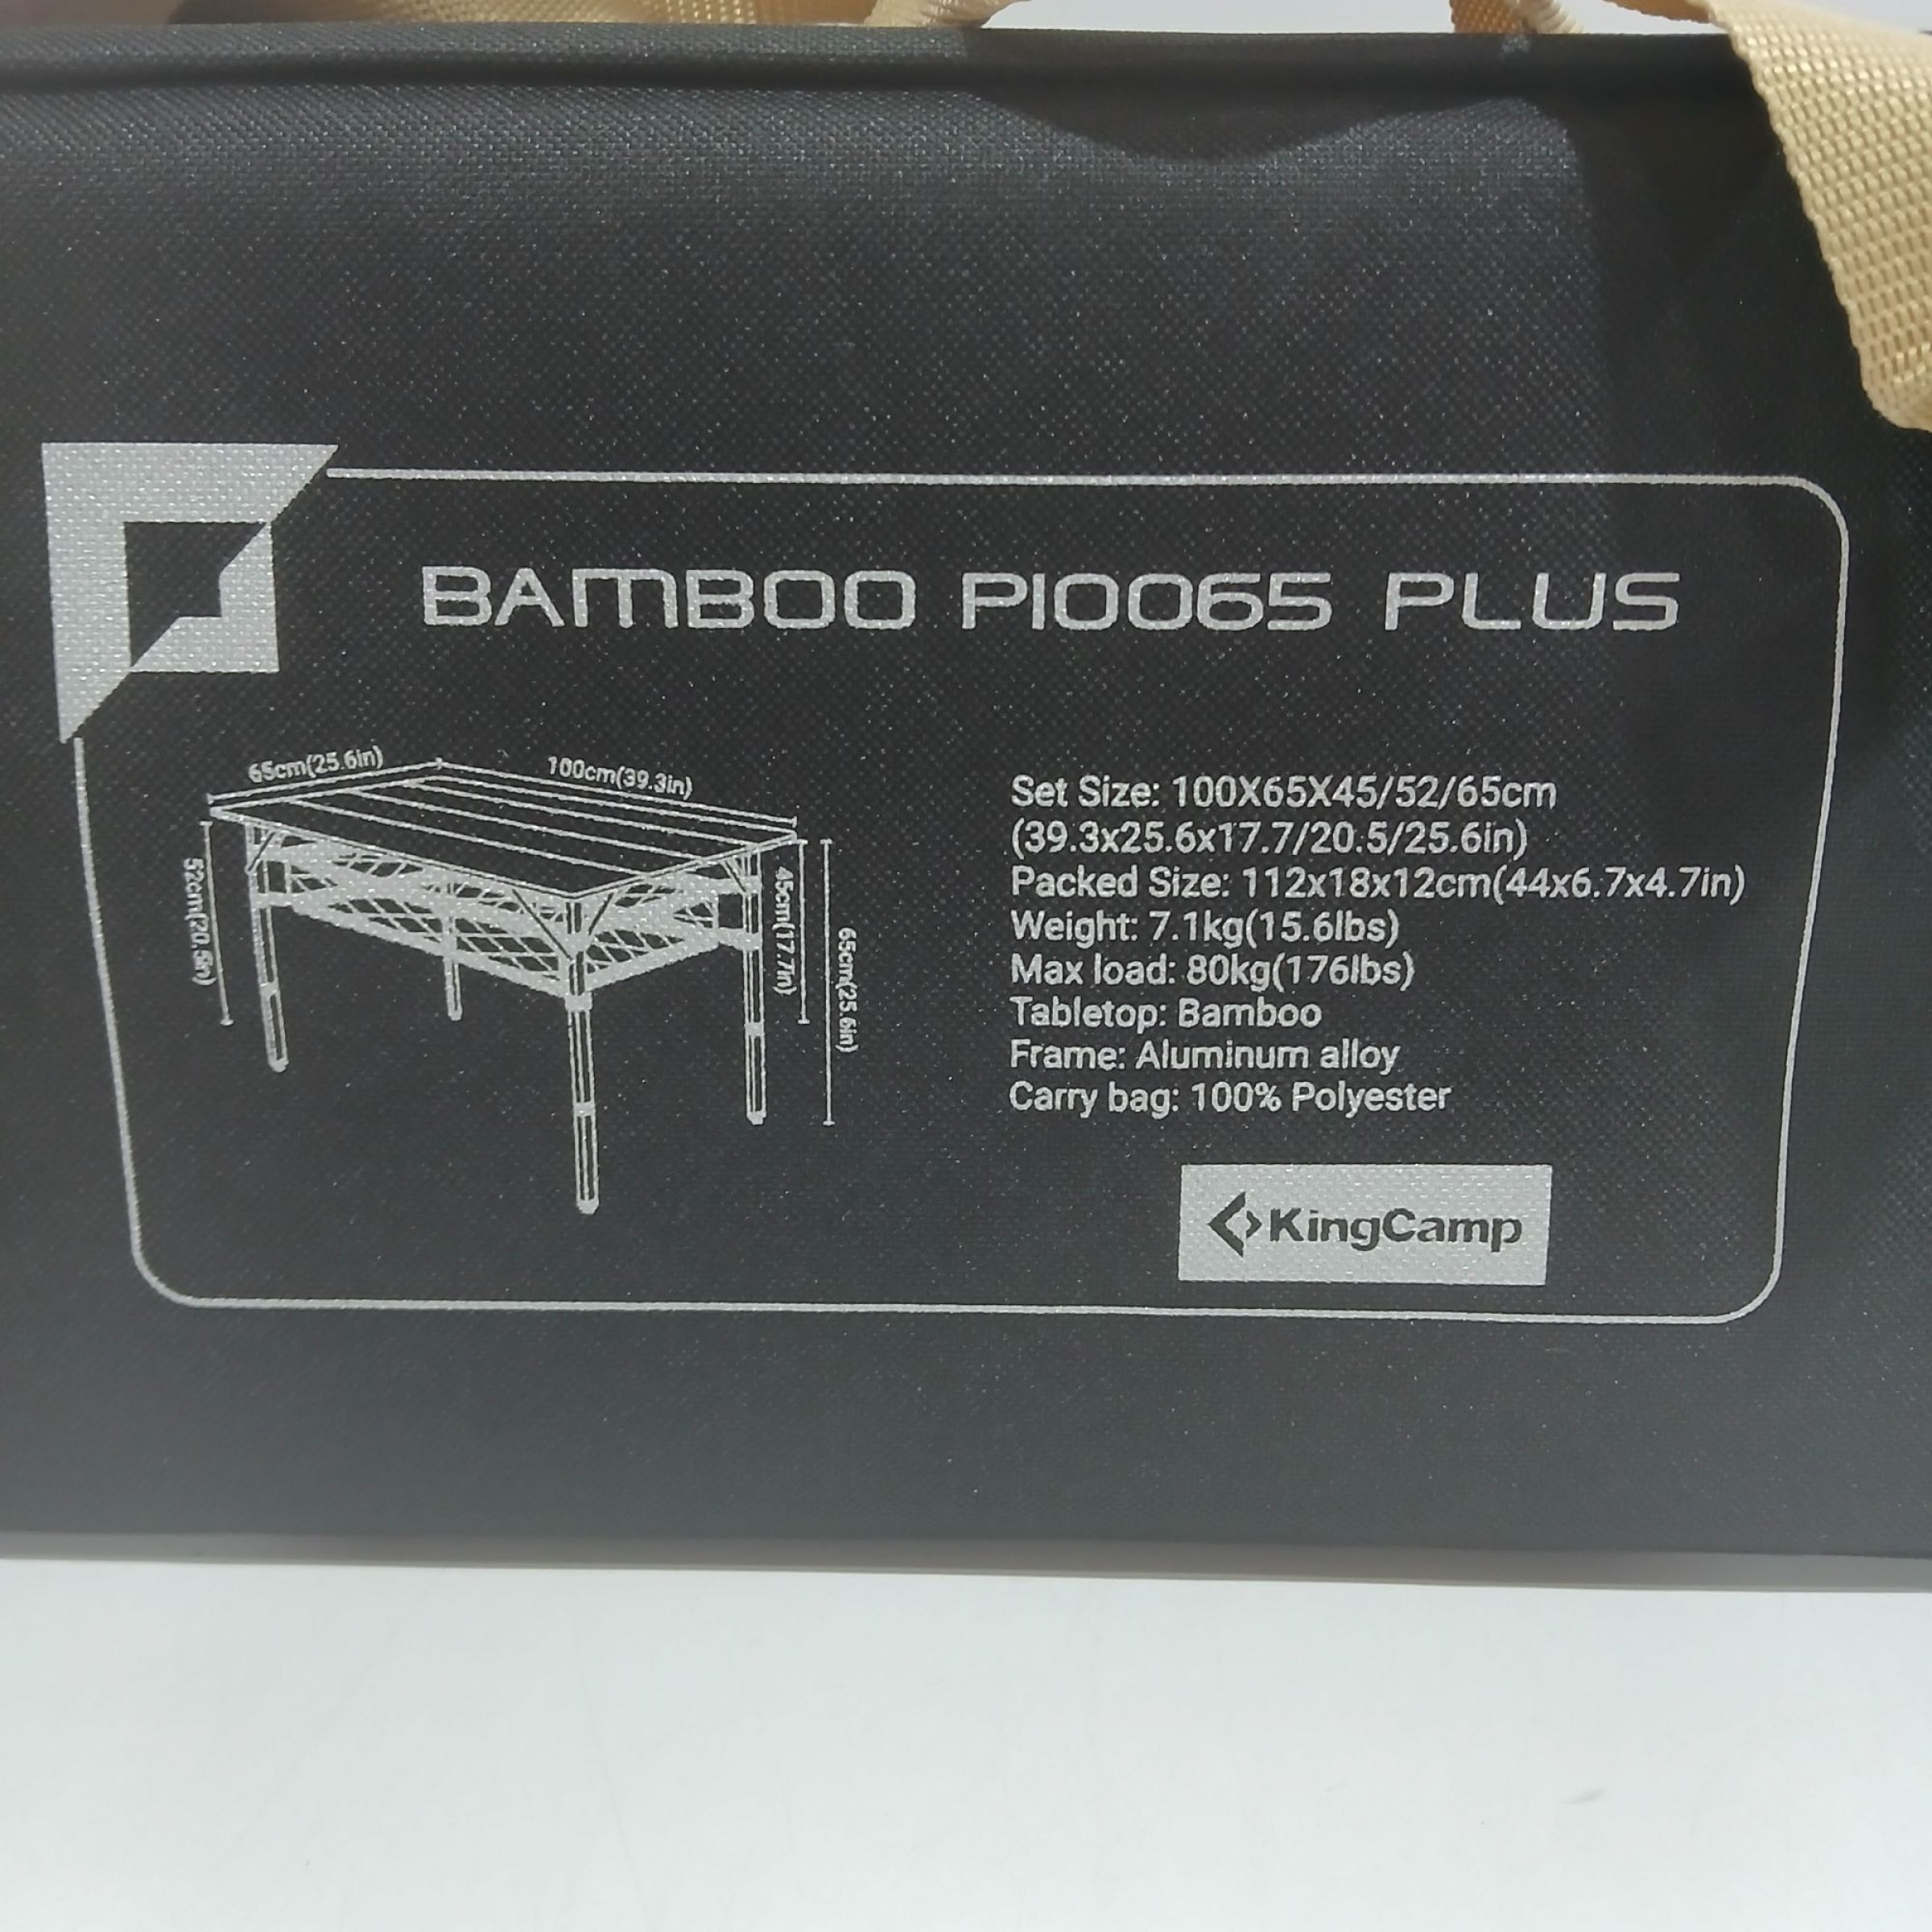 BAMBOO P10065 PLUS
65cm(25.6in)
100cm(39.3in)
52cm(20.5in)
45cm(17.7in)
65cm(25.6in)
Set Size: 100X65X45/52/65cm
(39.3x25.6x17.7/20.5/25.6in)
Packed Size: 112x18x12cm(44x6.7x4.7in)
Weight: 7.1kg(15.6lbs)
Max load: 80kg(176lbs)
Tabletop: Bamboo
Frame: Aluminum alloy
Carry bag: 100% Polyester
KingCamp